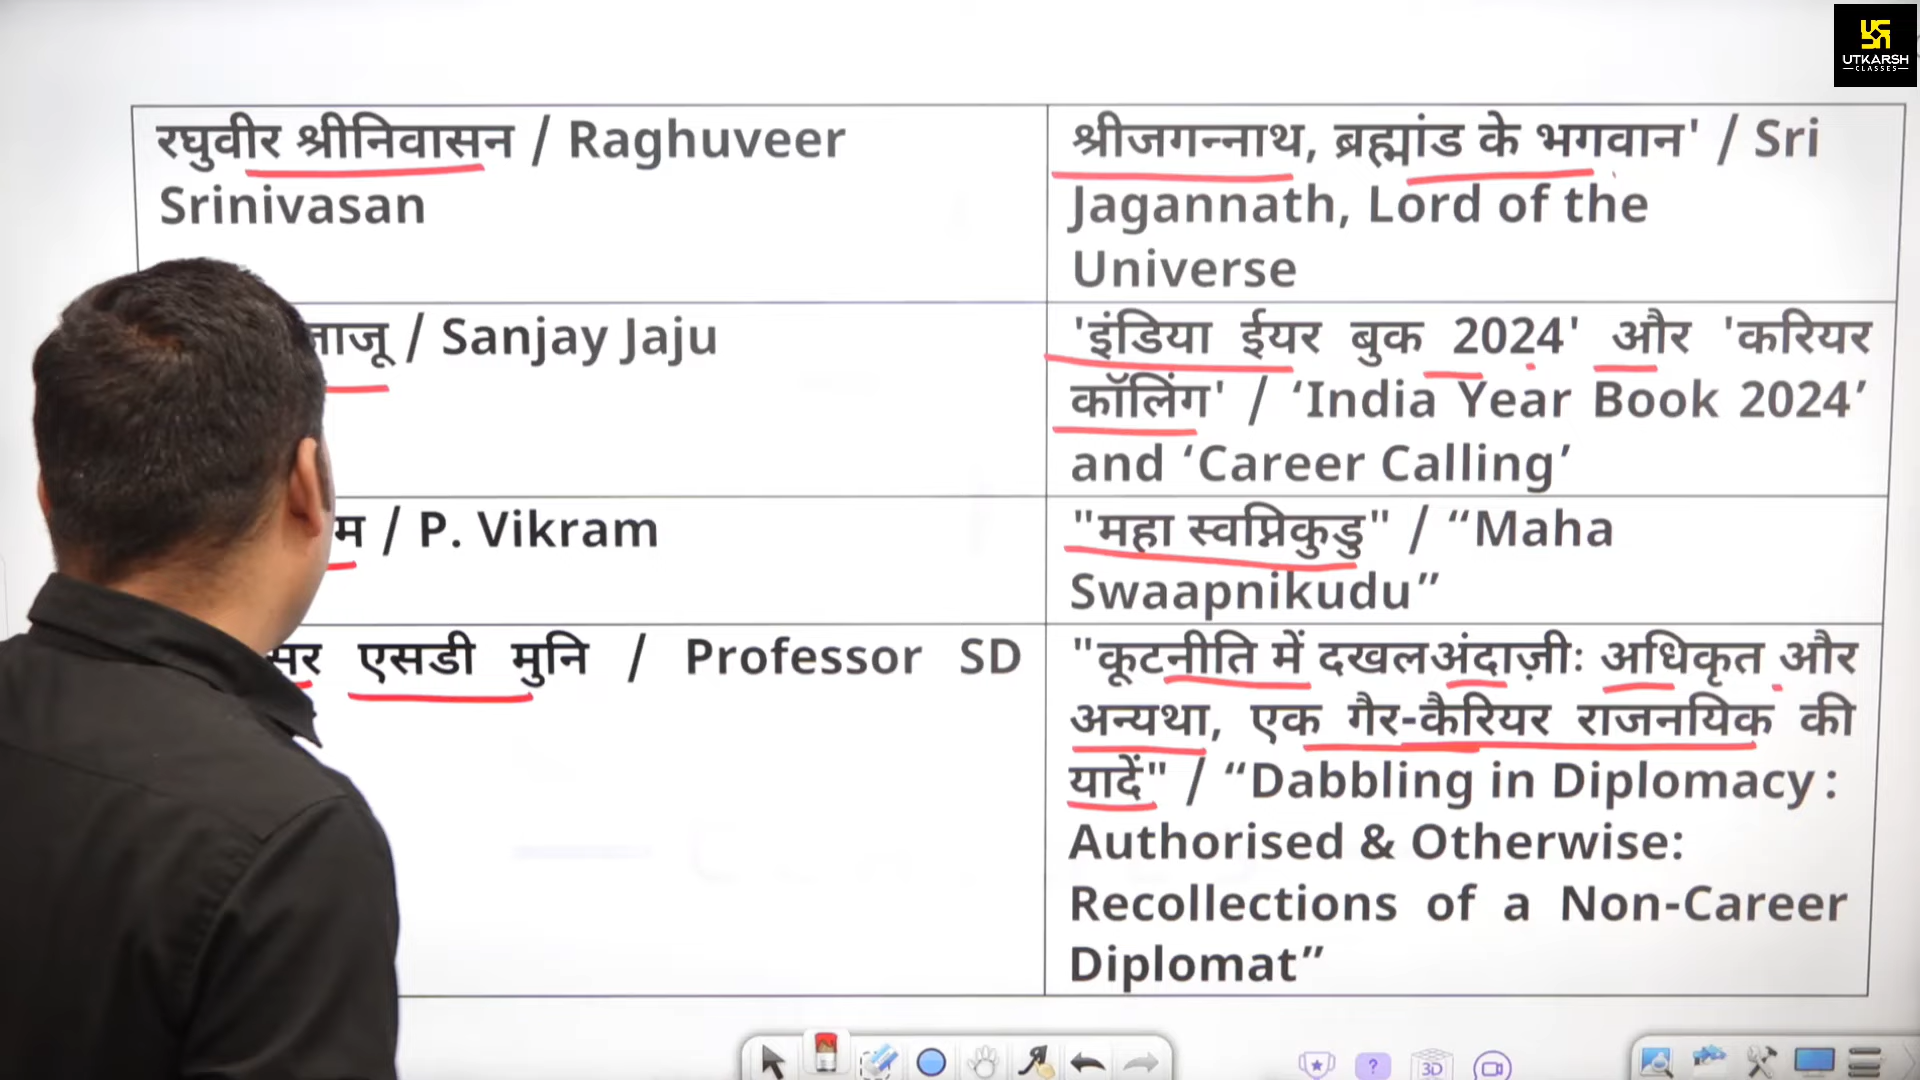 UTKARSH
CLASSES
रघुवीर श्रीनिवासन / Raghuveer
Srinivasan
श्रीजगन्नाथ, ब्रह्मांड के भगवान' / Sri
Jagannath, Lord of the
Universe
/ Sanjay Jaju
'इंडिया ईयर बुक 2024' और 'करियर
कॉलिंग' / ‘India Year Book 2024’
and ‘Career Calling’
/ P. Vikram
"महा स्वप्निकुडु" / “Maha
Swaapnikudu”
एसडी मुनि / Professor SD
"कूटनीति में दखलअंदाज़ी: अधिकृत और
अन्यथा, एक गैर-कैरियर राजनयिक की
यादें" / “Dabbling in Diplomacy :
Authorised & Otherwise:
Recollections of a Non-Career
Diplomat”
?
3D